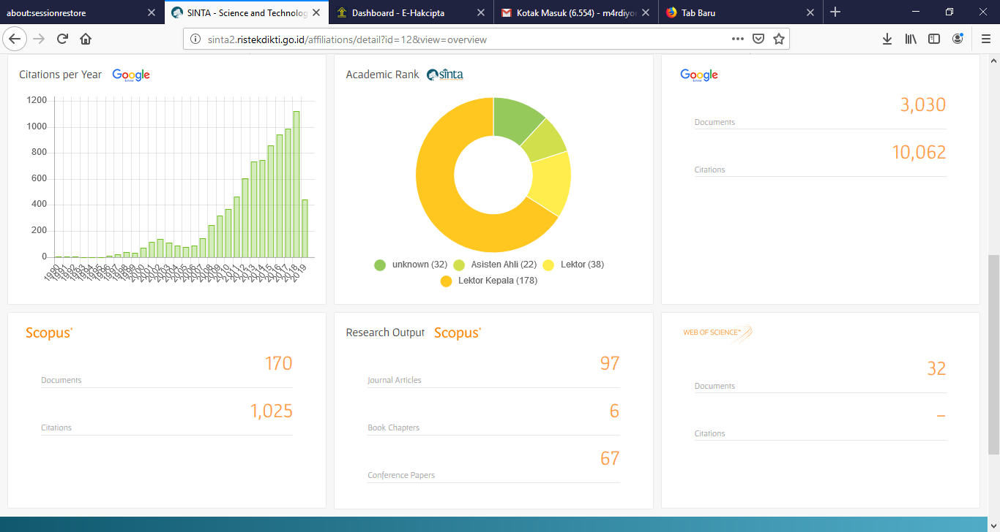 about:sessionrestore
SINTA - Science and Technolog
Dashboard - E-Hakcipta
Kotak Masuk (6.554) - m4rdiyo
Tab Baru
sinta2.ristekdikti.go.id/affiliations/detail?id=12&view=overview
Citations per Year Google Scholar
1200
1000
800
600
400
200
0
1990 1991 1992 1993 1994 1995 1996 1997 1998 1999 2000 2001 2002 2003 2004 2005 2006 2007 2008 2009 2010 2011 2012 2013 2014 2015 2016 2017 2018 2019
Academic Rank sinta
unknown (32) Asisten Ahli (22) Lektor (38)
Lektor Kepala (178)
Google Scholar
3,030
Documents
10,062
Citations
Scopus
170
Documents
1,025
Citations
Research Output Scopus
97
Journal Articles
6
Book Chapters
67
Conference Papers
WEB OF SCIENCE™
32
Documents
–
Citations